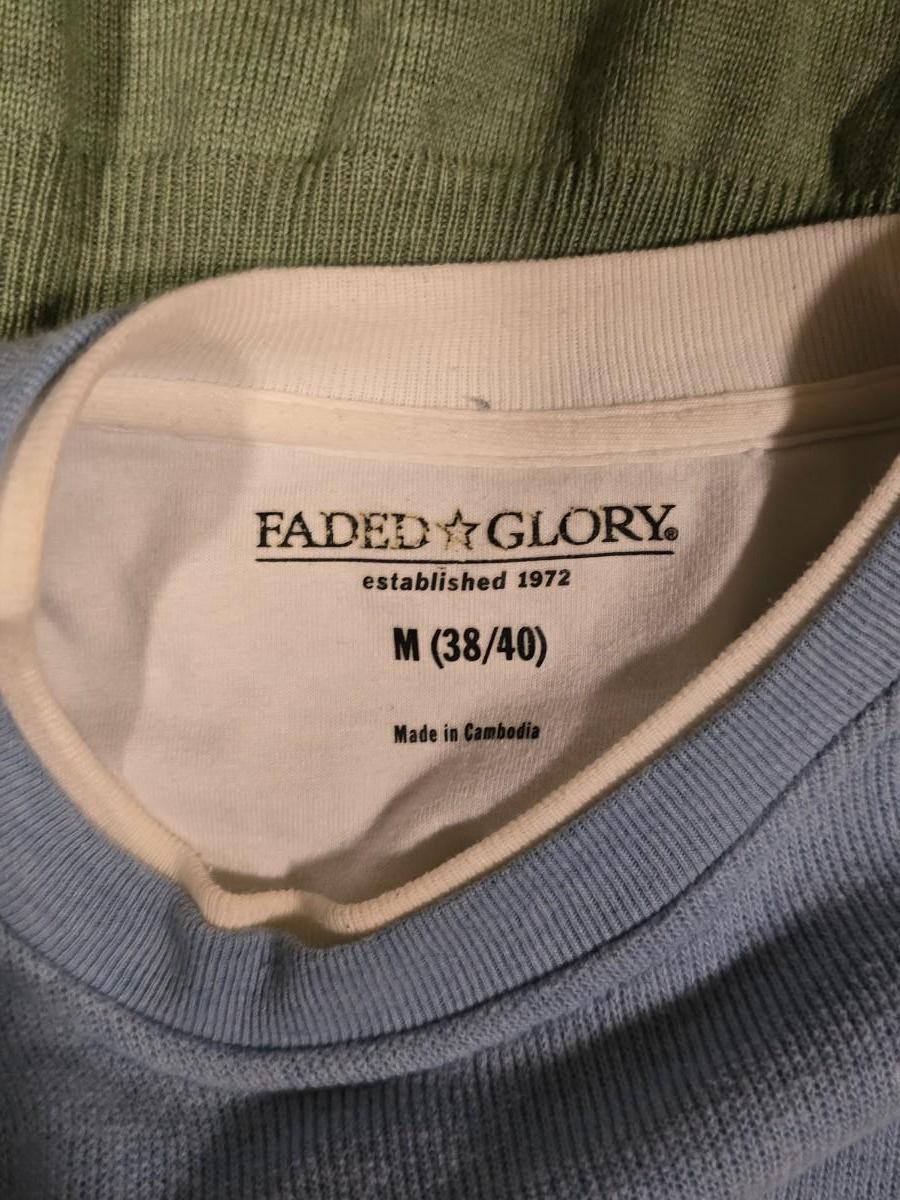 FADED☆GLORY®
established 1972
M (38/40)
Made in Cambodia